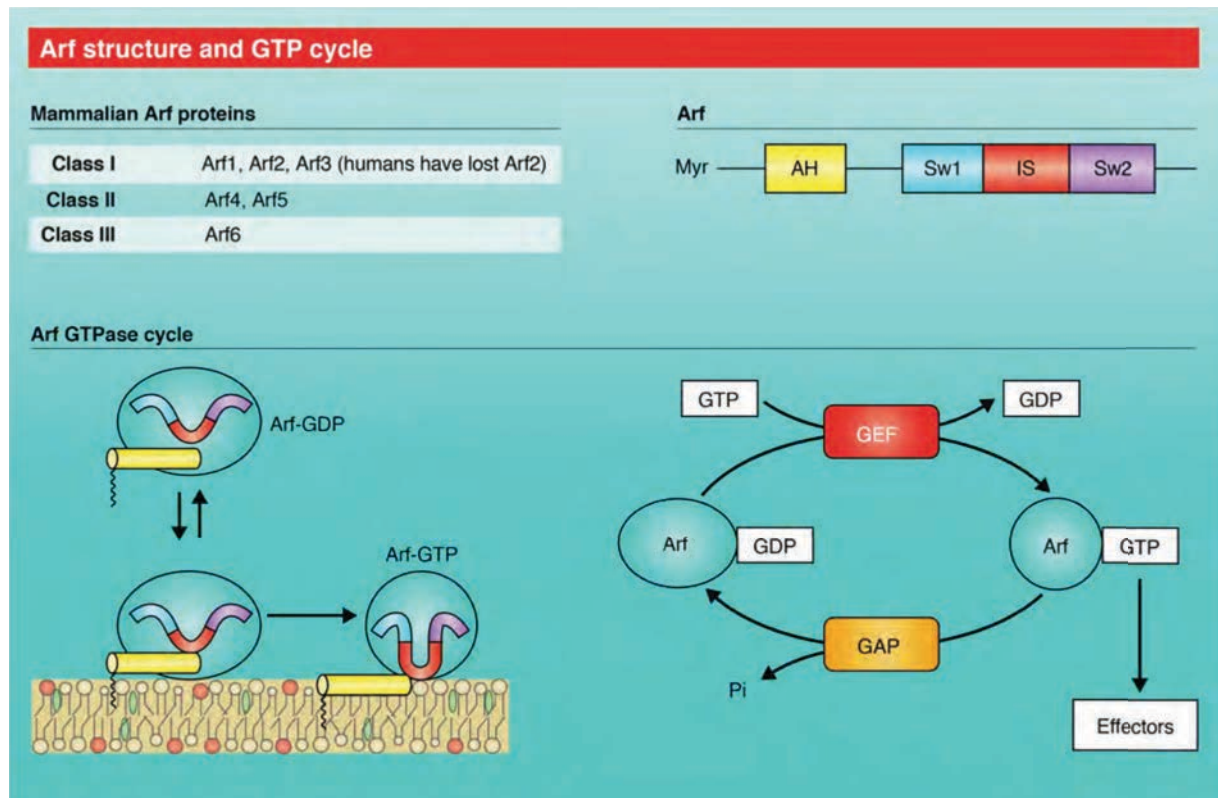 Arf structure and GTP cycle
Mammalian Arf proteins
Class I Arf1, Arf2, Arf3 (humans have lost Arf2)
Class II Arf4, Arf5
Class III Arf6
Arf
Myr AH Sw1 IS Sw2
Arf GTPase cycle
Arf-GDP
Arf-GTP
GTP GDP
GEF
Arf GDP Arf GTP
GAP
Pi
Effectors